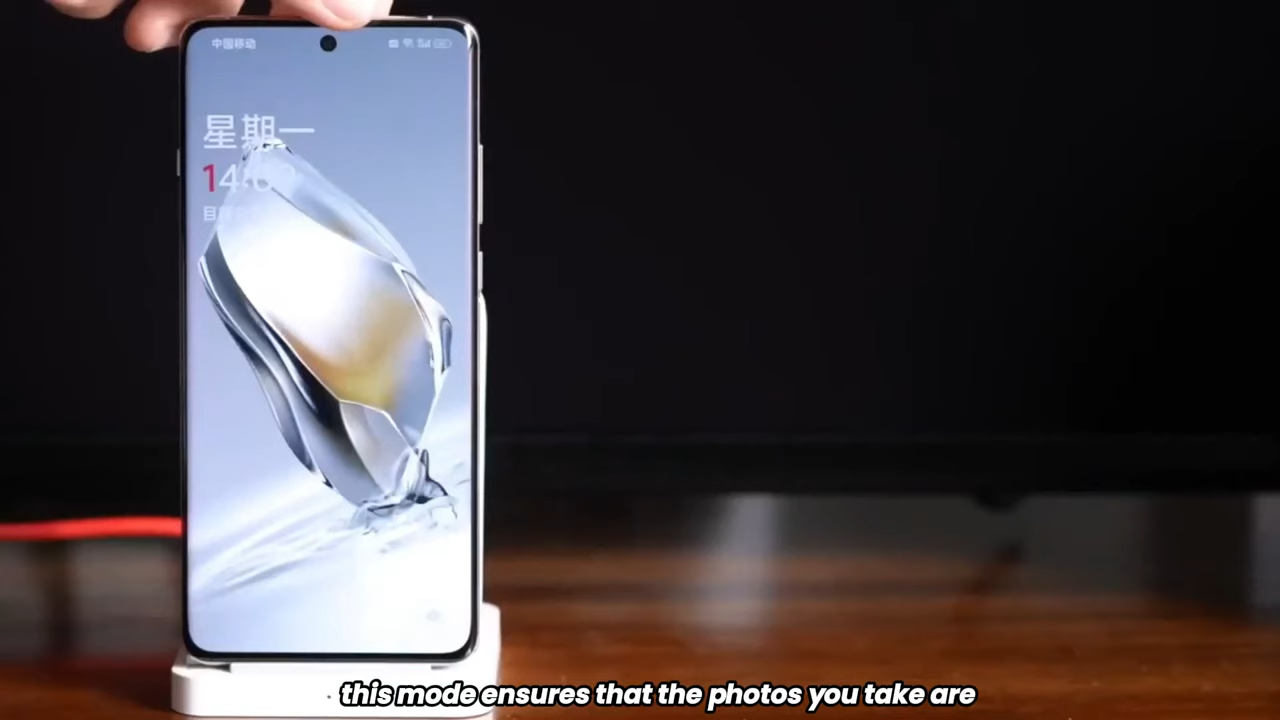 中国移动
星期一
this mode ensures that the photos you take are